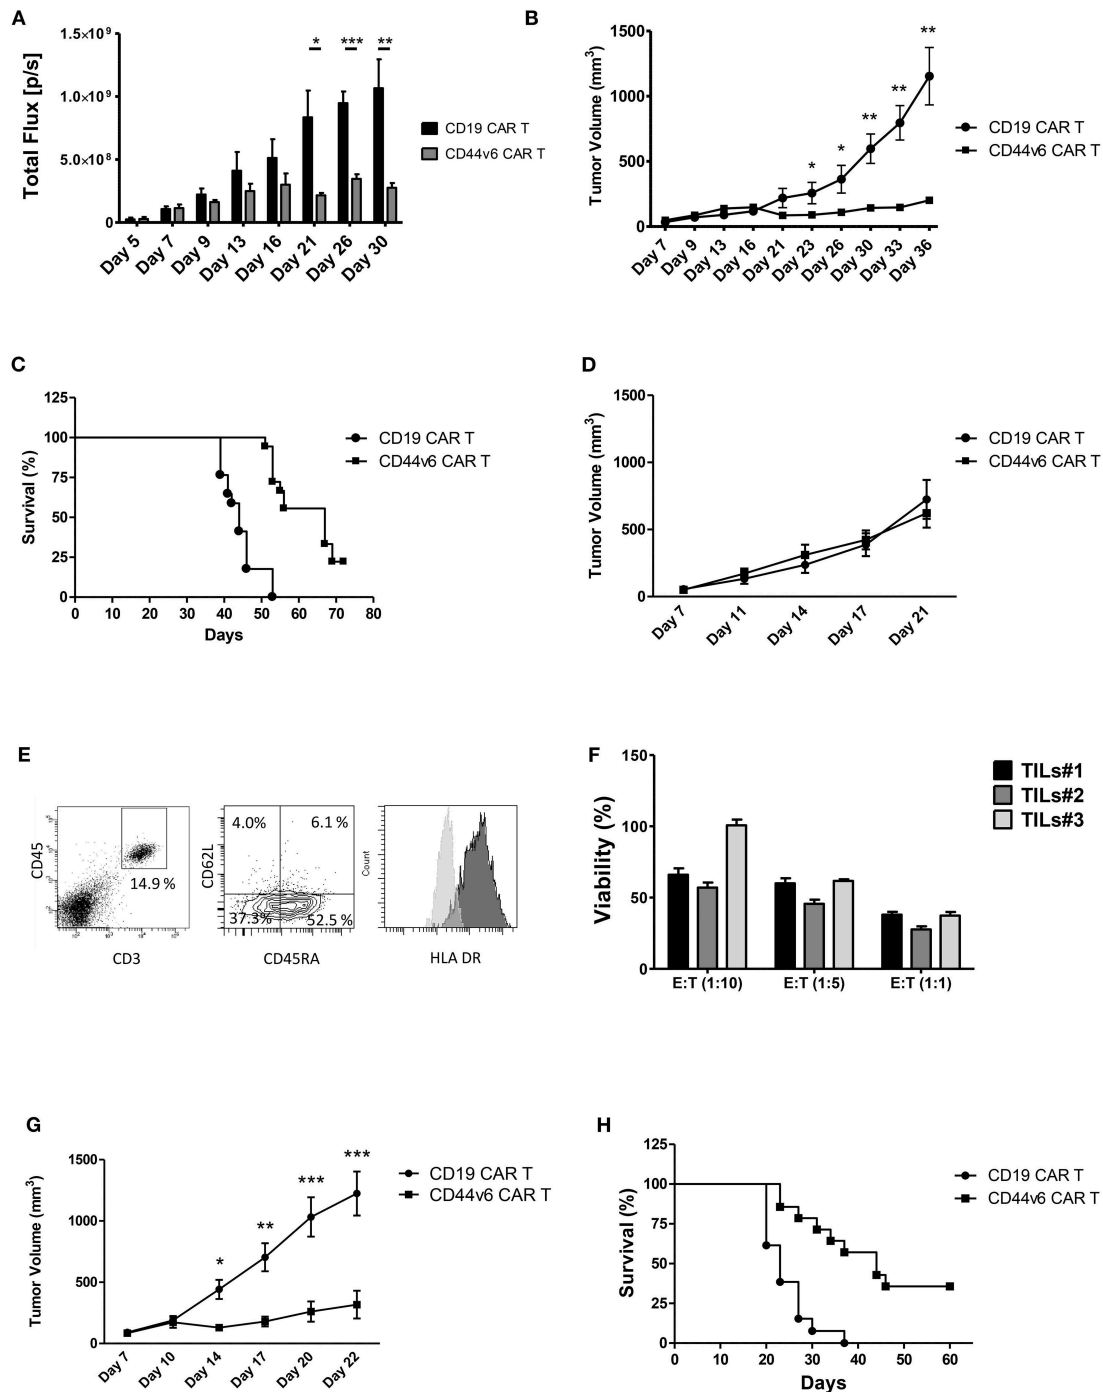 A
Total Flux [p/s]
1.5×10⁹
1.0×10⁹
5.0×10⁸
0
* *** **
Day 5 Day 7 Day 9 Day 13 Day 16 Day 21 Day 26 Day 30
CD19 CAR T
CD44v6 CAR T
B
Tumor Volume (mm³)
1500
1000
500
0
* * ** ** **
Day 7 Day 9 Day 13 Day 16 Day 21 Day 23 Day 26 Day 30 Day 33 Day 36
CD19 CAR T
CD44v6 CAR T
C
Survival (%)
125
100
75
50
25
0
0 10 20 30 40 50 60 70 80
Days
CD19 CAR T
CD44v6 CAR T
D
Tumor Volume (mm³)
1500
1000
500
0
Day 7 Day 11 Day 14 Day 17 Day 21
CD19 CAR T
CD44v6 CAR T
E
CD45
14.9 %
CD3
CD62L
4.0% 6.1 %
37.3% 52.5 %
CD45RA
Count
HLA DR
F
Viability (%)
150
100
50
0
E:T (1:10) E:T (1:5) E:T (1:1)
TILs#1
TILs#2
TILs#3
G
Tumor Volume (mm³)
1500
1000
500
0
* ** *** ***
Day 7 Day 10 Day 14 Day 17 Day 20 Day 22
CD19 CAR T
CD44v6 CAR T
H
Survival (%)
125
100
75
50
25
0
0 10 20 30 40 50 60
Days
CD19 CAR T
CD44v6 CAR T